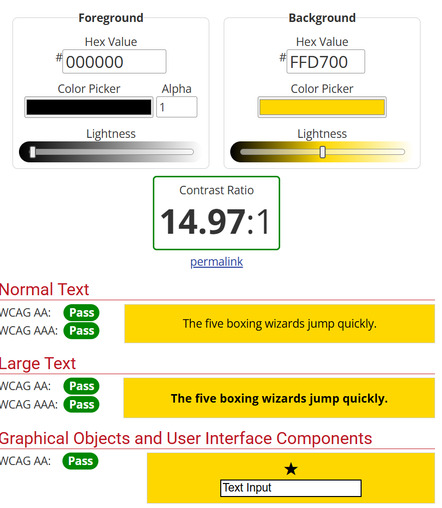 Foreground
Hex Value
#000000
Color Picker
Alpha
1
Lightness
Background
Hex Value
#FFD700
Color Picker
Lightness
Contrast Ratio
14.97:1
permalink
Normal Text
WCAG AA: Pass
WCAG AAA: Pass
The five boxing wizards jump quickly.
Large Text
WCAG AA: Pass
WCAG AAA: Pass
The five boxing wizards jump quickly.
Graphical Objects and User Interface Components
WCAG AA: Pass
Text Input